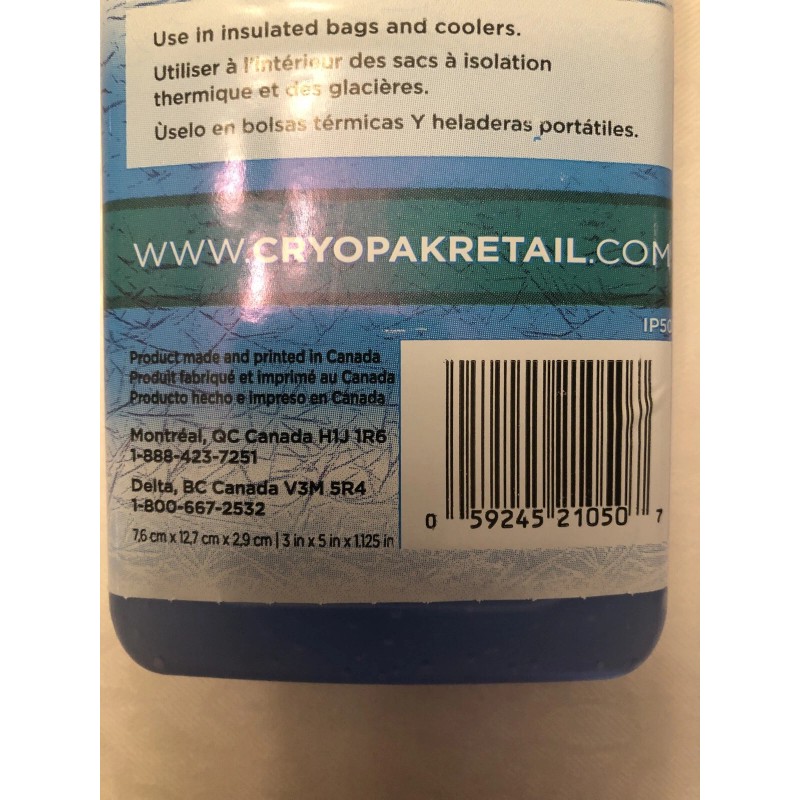 Use in insulated bags and coolers.
Utiliser à l'intérieur des sacs à isolation
thermique et des glacières.
Ùselo en bolsas térmicas Y heladeras portátiles.
WWW.CRYOPAKRETAIL.COM
Product made and printed in Canada
Produit fabriqué et imprimé au Canada
Producto hecho e impreso en Canada
Montréal, QC Canada H1J 1R6
1-888-423-7251
Delta, BC Canada V3M 5R4
1-800-667-2532
7,6 cm x 12,7 cm x 2,9 cm | 3 in x 5 in x 1.125 in
0 59245 21050 7